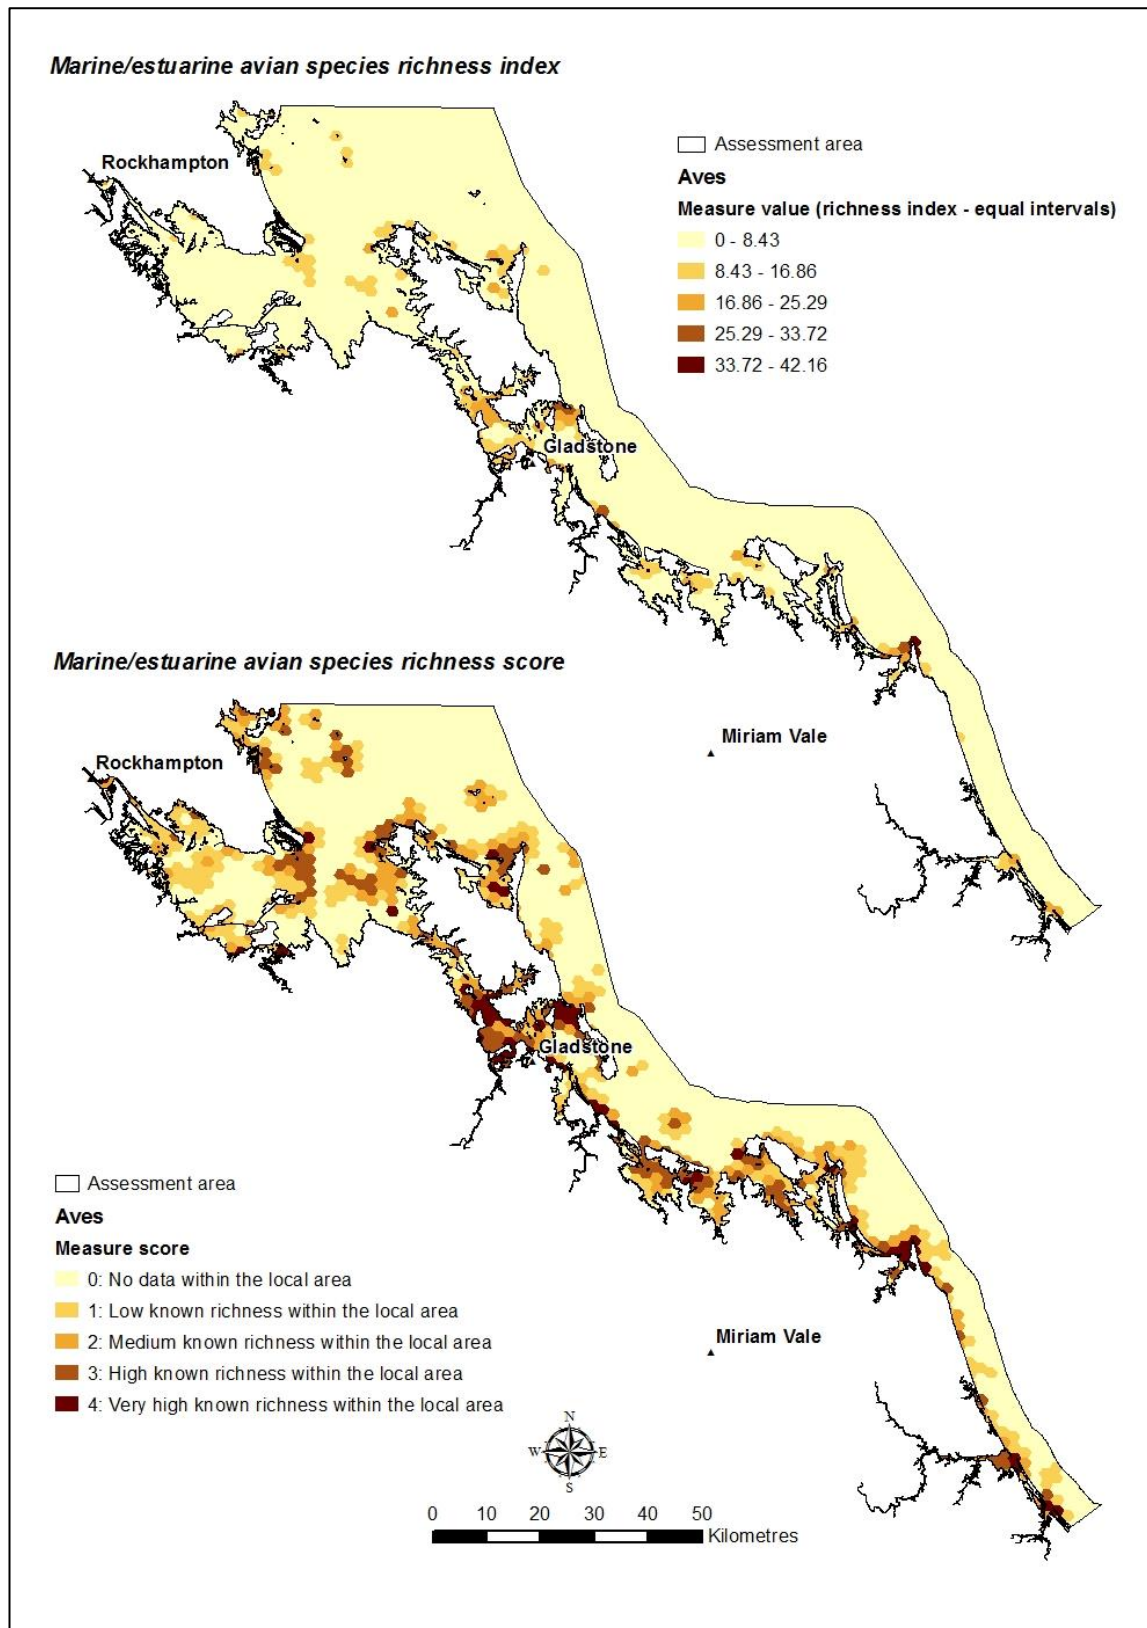 Marine/estuarine avian species richness index
Rockhampton
Assessment area
Aves
Measure value (richness index - equal intervals)
0 - 8.43
8.43 - 16.86
16.86 - 25.29
25.29 - 33.72
33.72 - 42.16
Gladstone
Miriam Vale
Marine/estuarine avian species richness score
Rockhampton
Gladstone
Miriam Vale
Assessment area
Aves
Measure score
0: No data within the local area
1: Low known richness within the local area
2: Medium known richness within the local area
3: High known richness within the local area
4: Very high known richness within the local area
N
W E
S
0 10 20 30 40 50
Kilometres